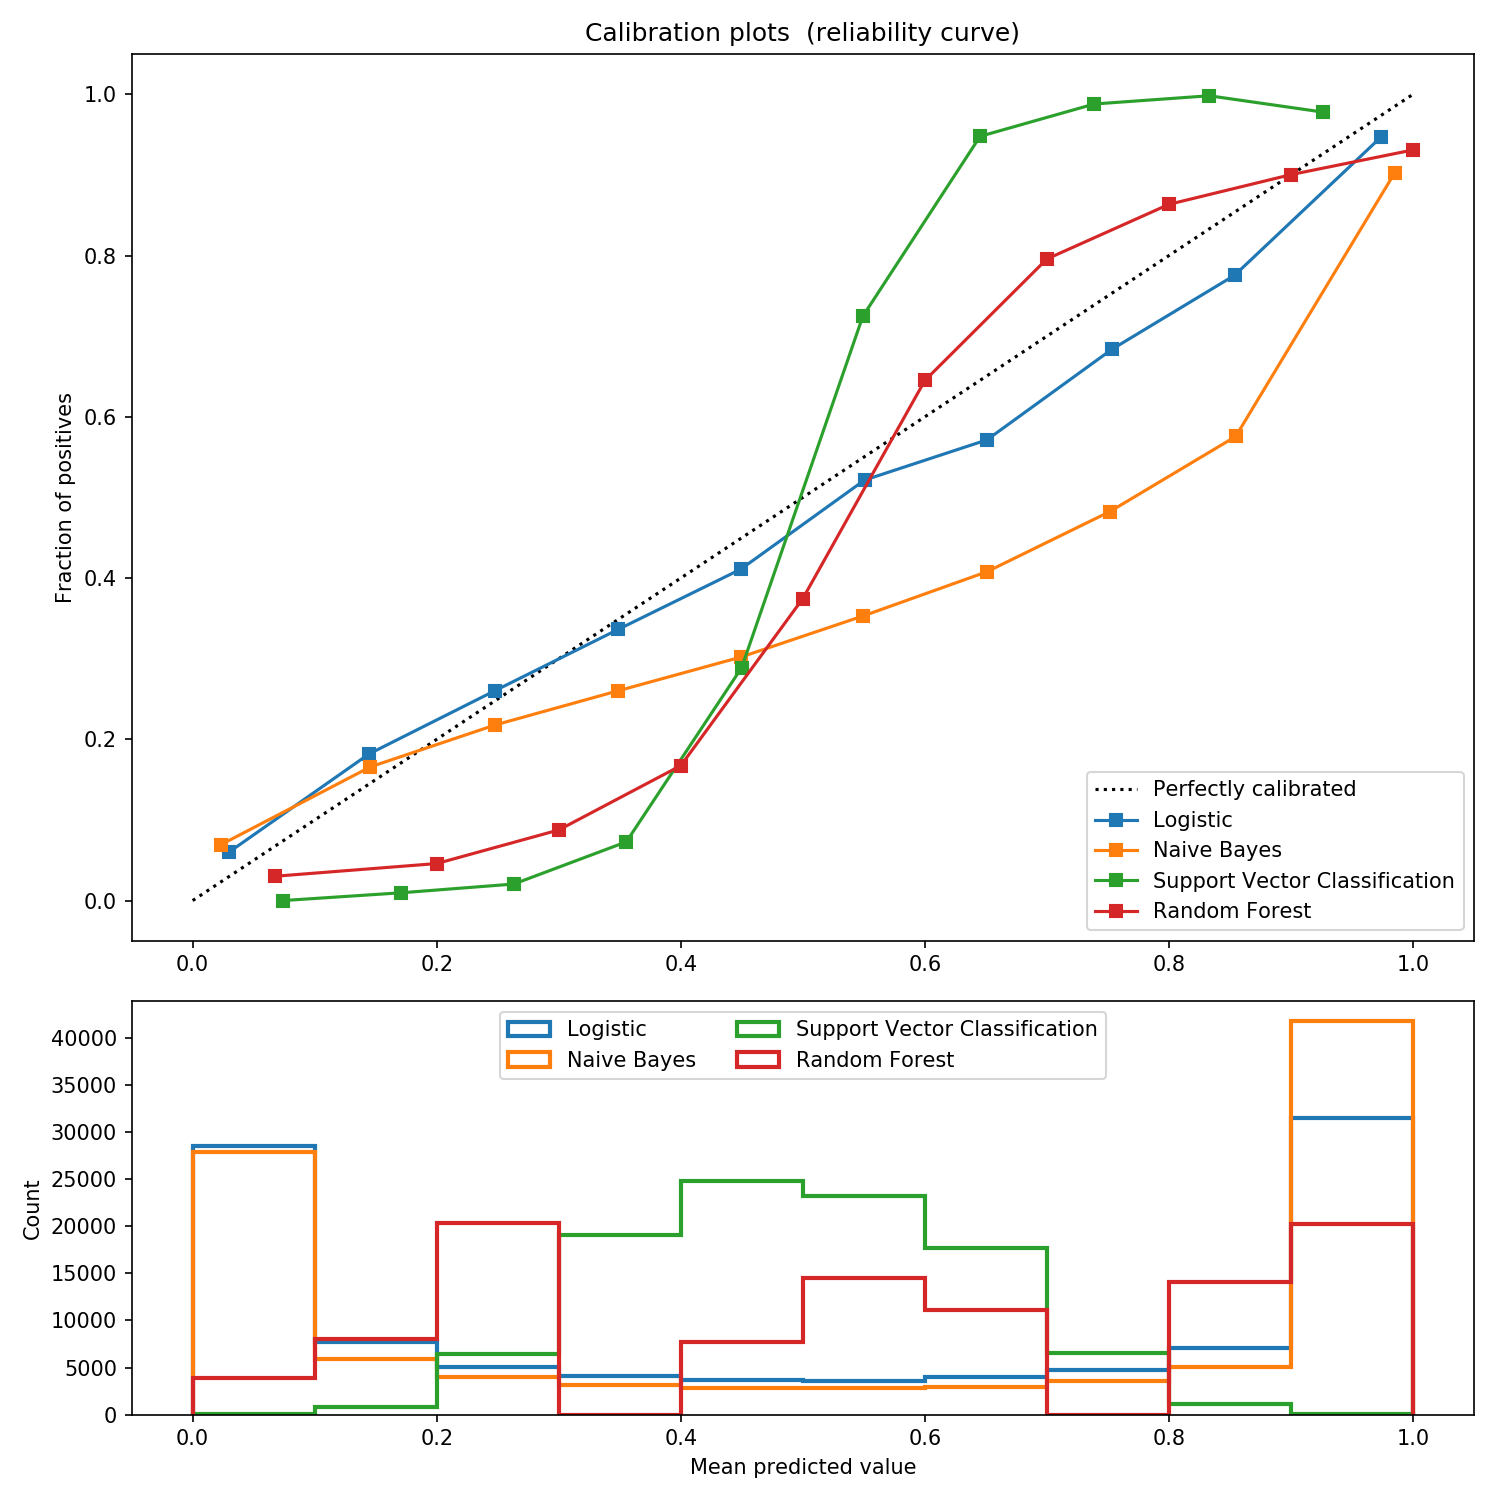 Calibration plots  (reliability curve)
1.0
0.8
0.6
0.4
0.2
0.0
Fraction of positives
Perfectly calibrated
Logistic
Naive Bayes
Support Vector Classification
Random Forest
0.0 0.2 0.4 0.6 0.8 1.0
Logistic
Naive Bayes
Support Vector Classification
Random Forest
40000
35000
30000
25000
20000
15000
10000
5000
0
Count
0.0 0.2 0.4 0.6 0.8 1.0
Mean predicted value